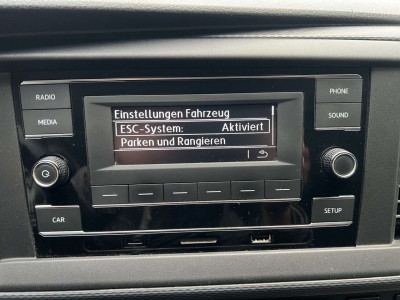 RADIO
MEDIA
PHONE
SOUND
Einstellungen Fahrzeug
ESC-System: Aktiviert
Parken und Rangieren
CAR
SETUP